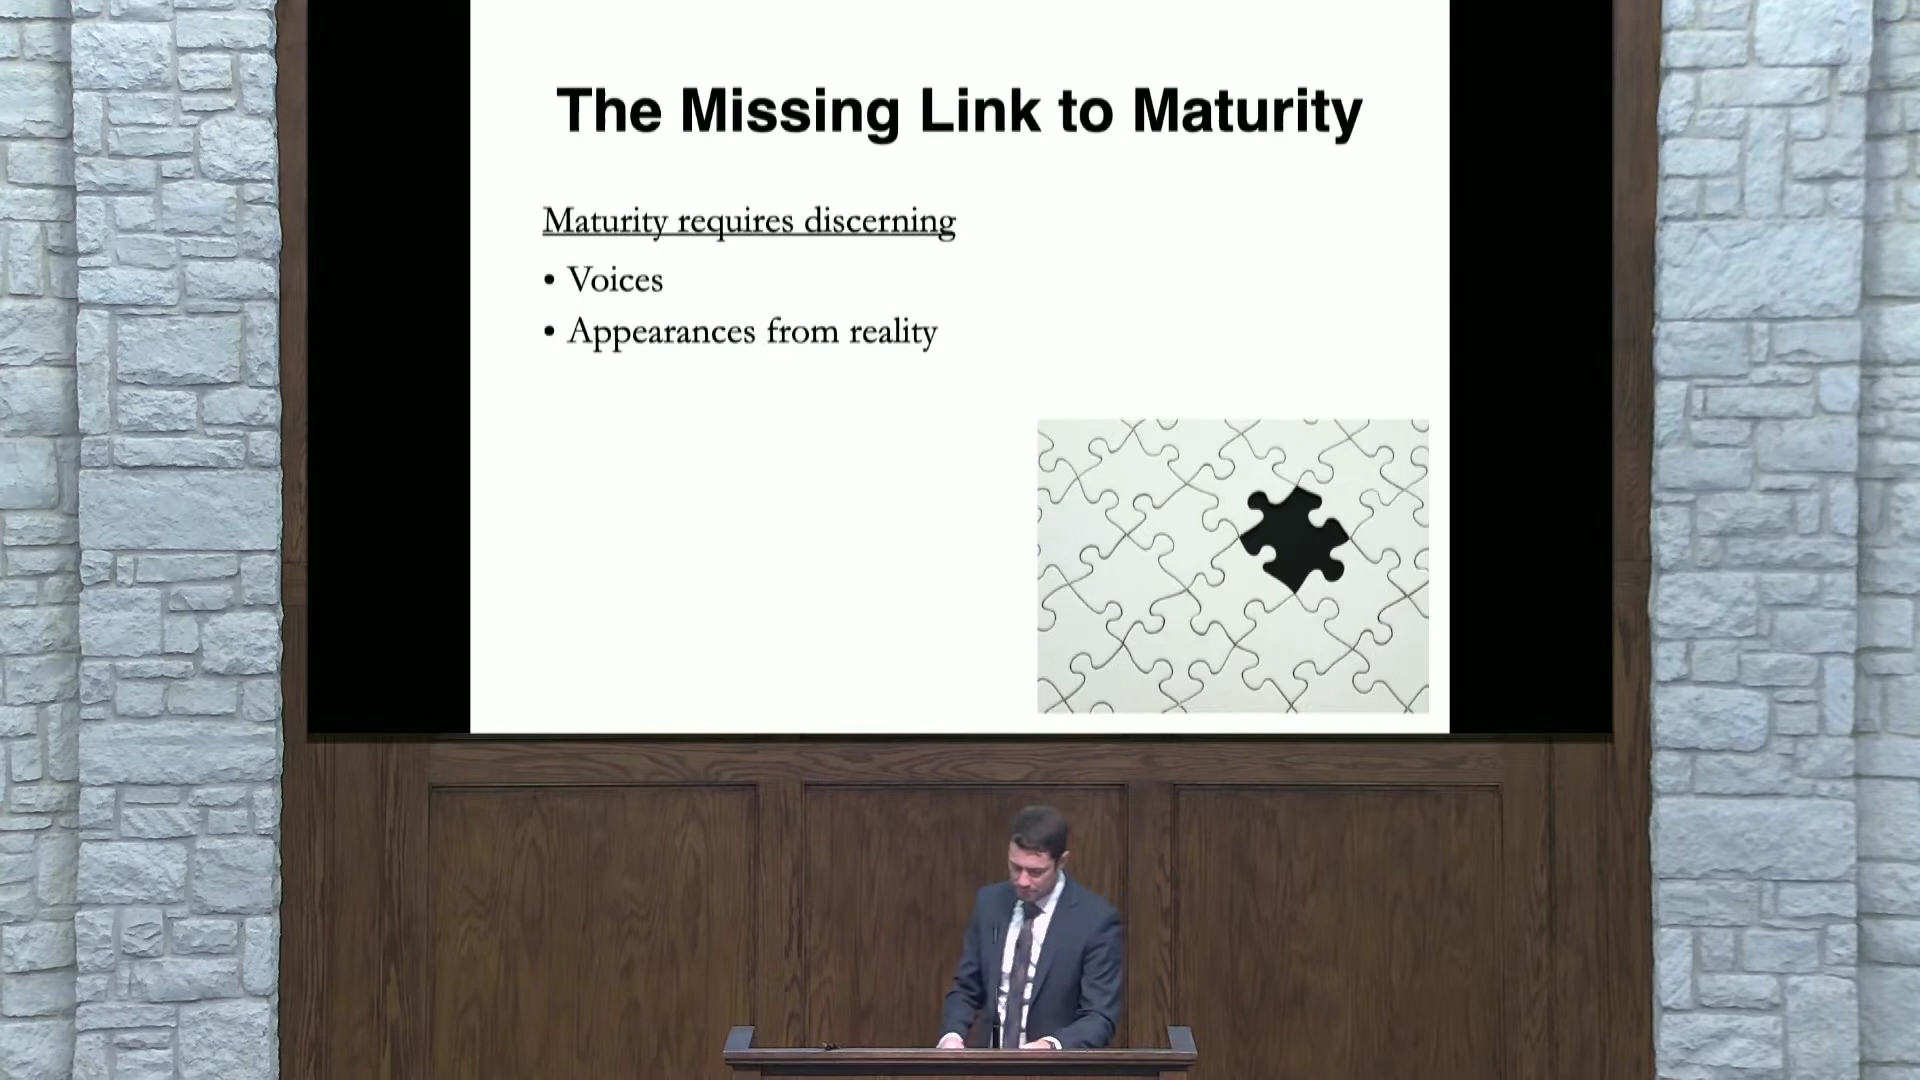 The Missing Link to Maturity
Maturity requires discerning
• Voices
• Appearances from reality